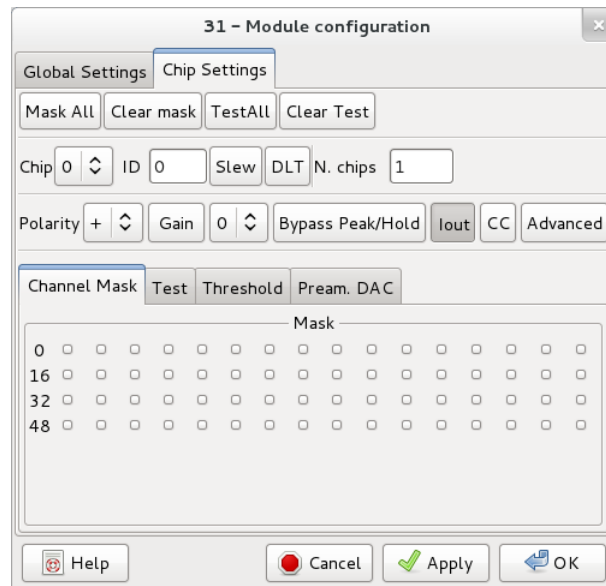 31 - Module configuration
Global Settings Chip Settings
Mask All Clear mask TestAll Clear Test
Chip 0 ID 0 Slew DLT N. chips 1
Polarity + Gain 0 Bypass Peak/Hold Iout CC Advanced
Channel Mask Test Threshold Pream. DAC
Mask
0
16
32
48
Help Cancel Apply OK